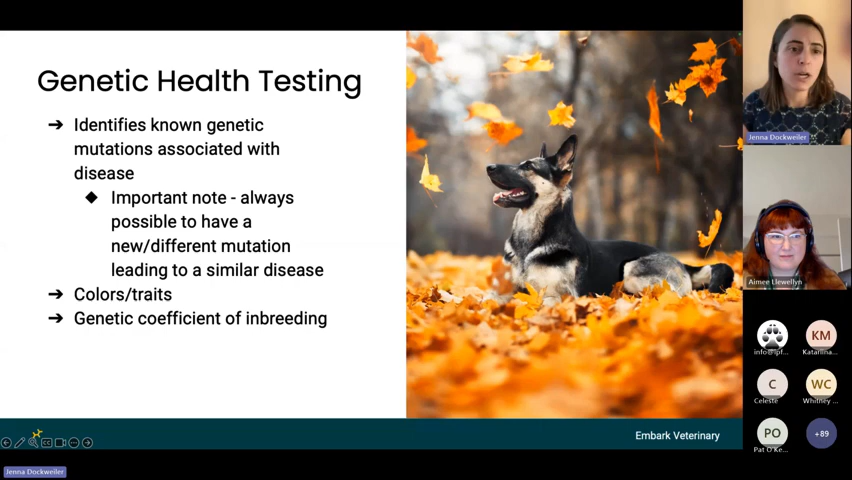 Genetic Health Testing
➔ Identifies known genetic
mutations associated with
disease
◆ Important note - always
possible to have a
new/different mutation
leading to a similar disease
➔ Colors/traits
➔ Genetic coefficient of inbreeding
Embark Veterinary
Jenna Dockweiler
Jenna Dockweiler
Aimee Llewellyn
info@ipf...
KM
Katariina...
C
Celeste
WC
Whitney ...
PO
Pat O'Ke...
+89